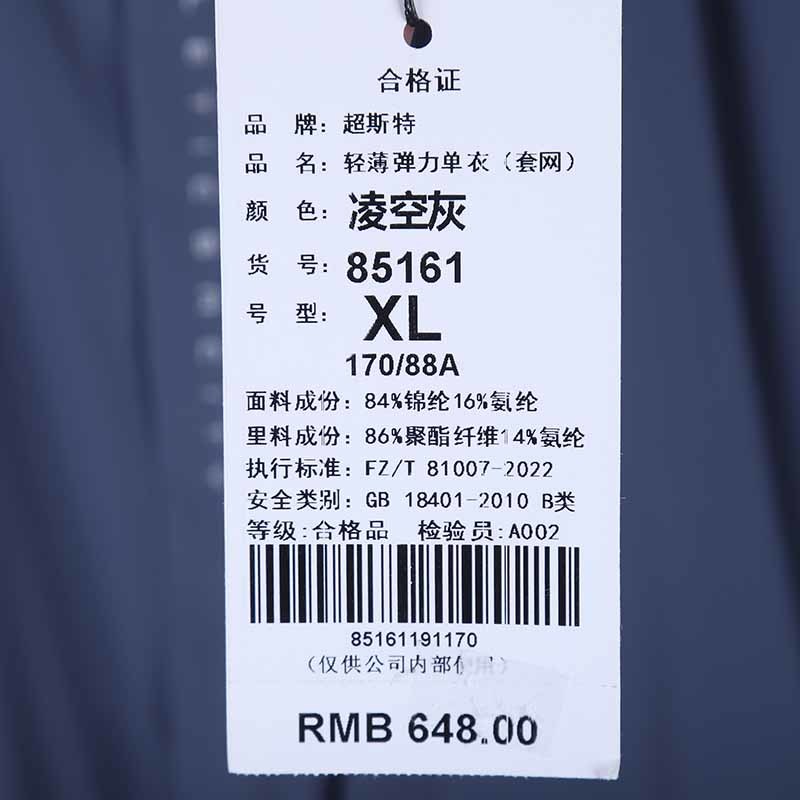 合格证
品 牌：超斯特
品 名：轻薄弹力单衣（套网）
颜 色：凌空灰
货 号：85161
号 型：XL
170/88A
面料成份：84%锦纶16%氨纶
里料成份：86%聚酯纤维14%氨纶
执行标准：FZ/T 81007-2022
安全类别：GB 18401-2010 B类
等级:合格品 检验员:A002
85161191170
（仅供公司内部使用）
RMB 648.00